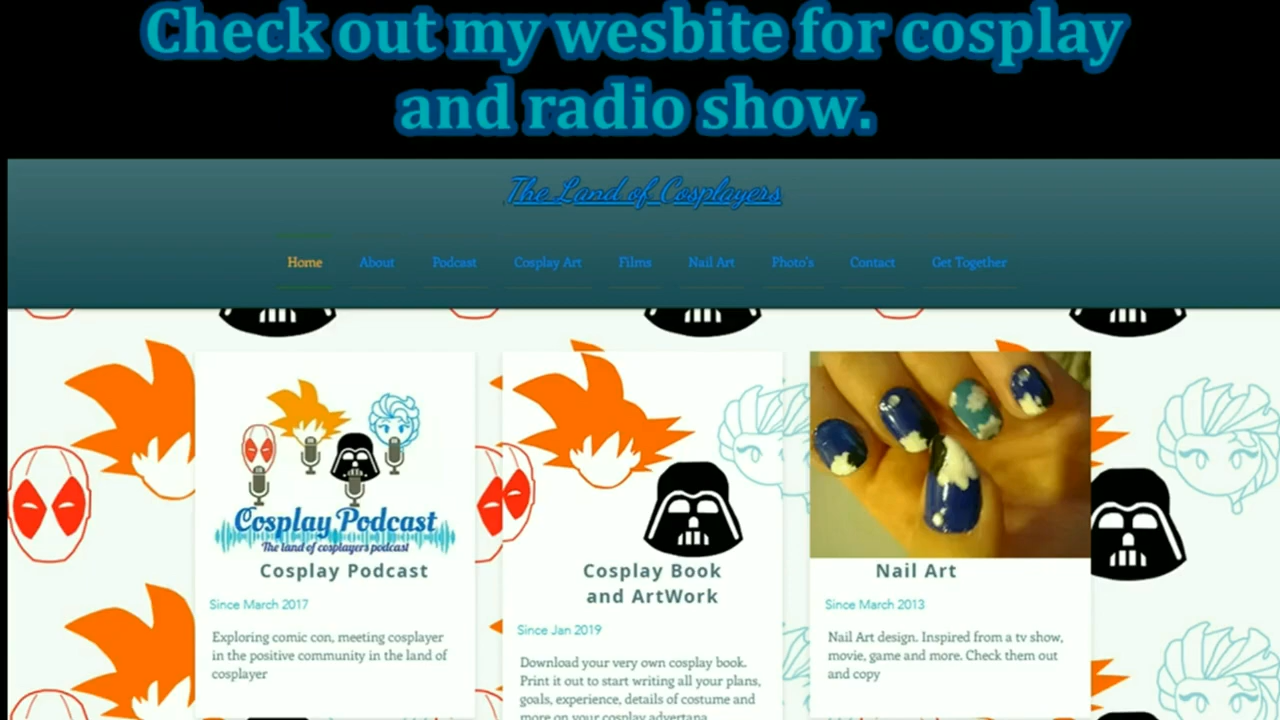 Check out my wesbite for cosplay
and radio show.
The Land of Cosplayers
Home About Podcast Cosplay Art Films Nail Art Photo's Contact Get Together
Cosplay Podcast
The land of cosplayers podcast
Cosplay Podcast
Since March 2017
Exploring comic con, meeting cosplayer
in the positive community in the land of
cosplayer
Cosplay Book
and ArtWork
Since Jan 2019
Download your very own cosplay book.
Print it out to start writing all your plans,
goals, experience, details of costume and
more on your cosplay advertana
Nail Art
Since March 2013
Nail Art design. Inspired from a tv show,
movie, game and more. Check them out
and copy